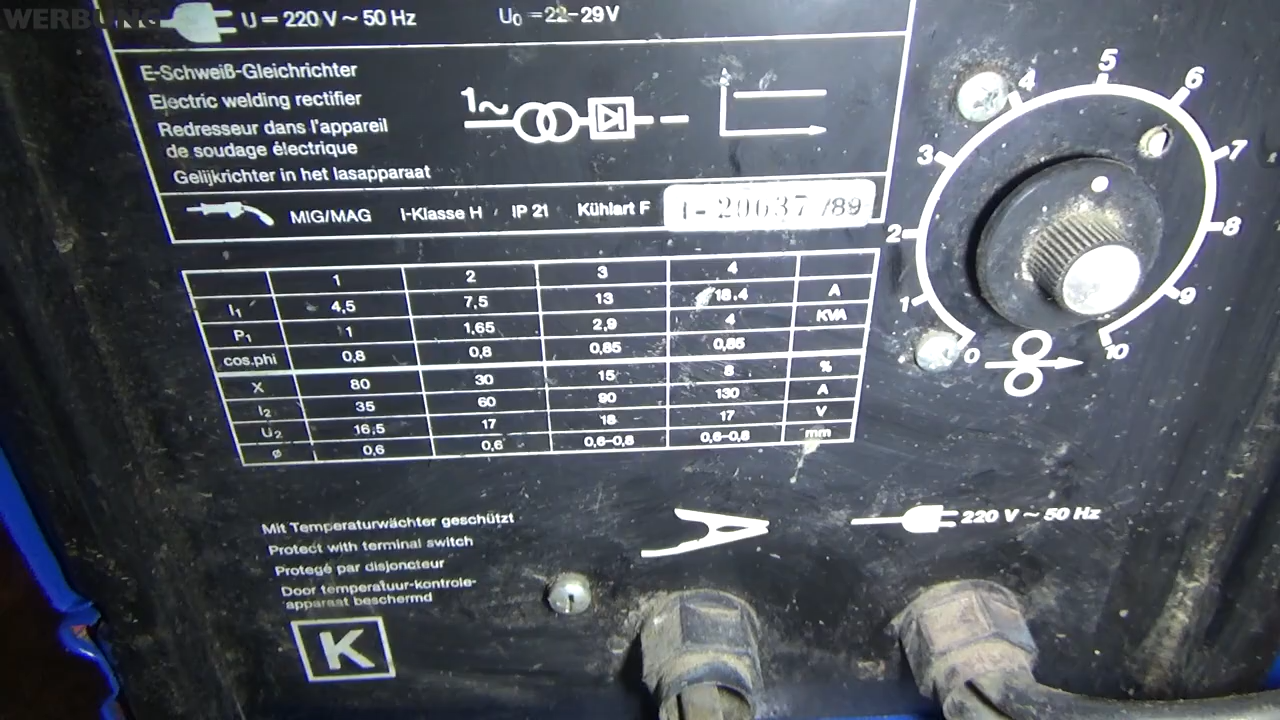 WERBUNG
U = 220 V ~ 50 Hz U₀ = 22-29V
E-Schweiß-Gleichrichter
Electric welding rectifier
Redresseur dans l'appareil
de soudage électrique
Gelijkrichter in het lasapparaat
1~
MIG/MAG I-Klasse H IP 21 Kühlart F 1-20637 /89
1 2 3 4
I₁ 4,5 7,5 13 18.4 A
P₁ 1 1,65 2,9 4 KVA
cos.phi 0,8 0,8 0,85 0,85
X 80 30 15 8 %
I₂ 35 60 90 130 A
U₂ 16,5 17 18 17 V
ø 0,6 0,6 0,6-0,8 0,6-0,8 mm
0 1 2 3 4 5 6 7 8 9 10
Mit Temperaturwächter geschützt
Protect with terminal switch
Protegé par disjoncteur
Door temperatuur-kontrole-
apparaat beschermd
K
220 V ~ 50 Hz